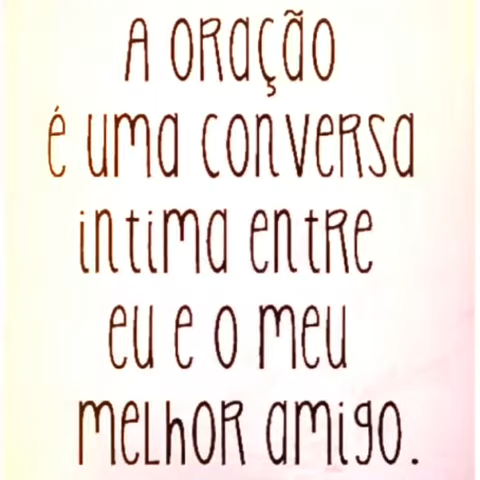 A ORAÇÃO
é uma conversa
intima entre
eu e o meu
melhor amigo.